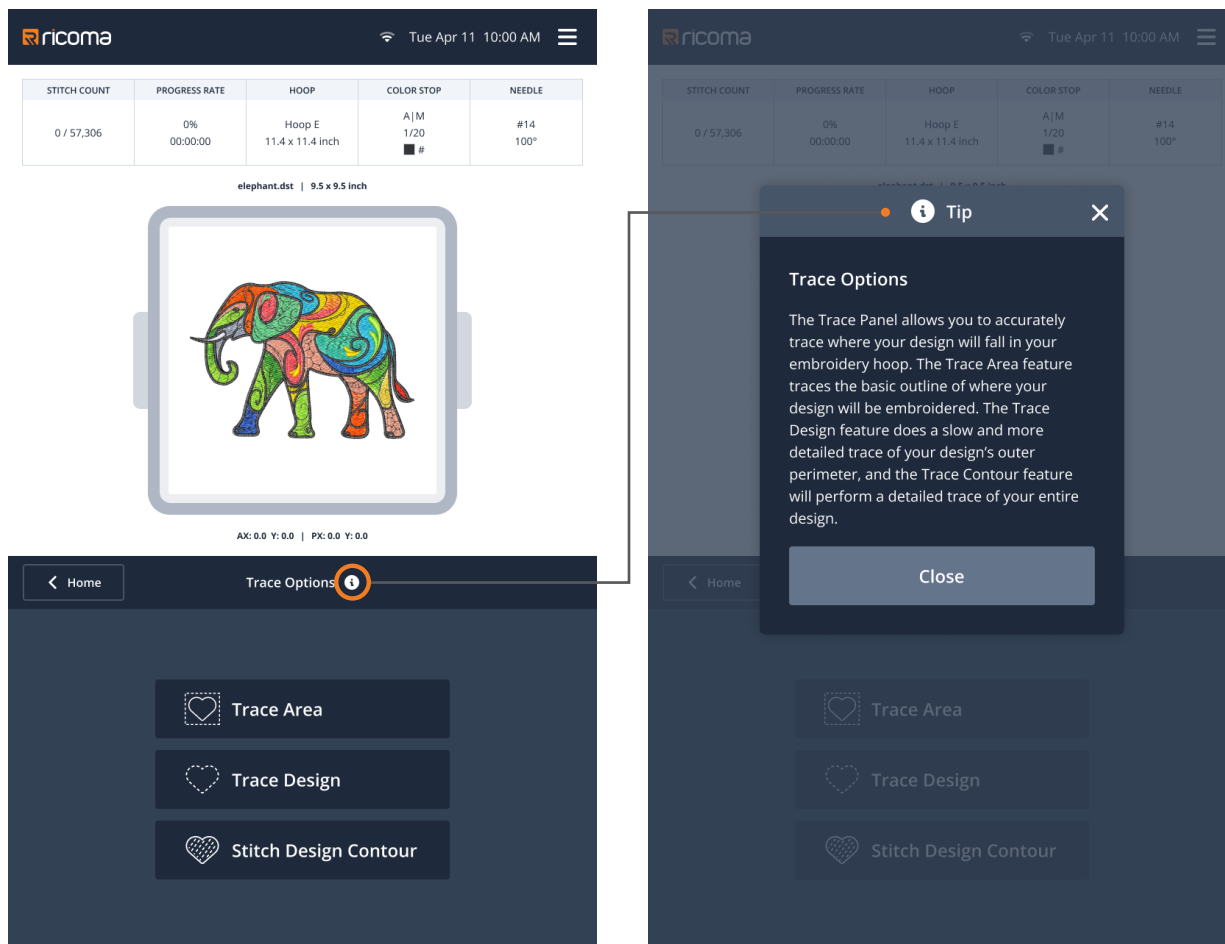 ricoma
Tue Apr 11 10:00 AM
STITCH COUNT PROGRESS RATE HOOP COLOR STOP NEEDLE
0 / 57,306
0%
00:00:00
Hoop E
11.4 x 11.4 inch
A|M
1/20
#
#14
100°
elephant.dst | 9.5 x 9.5 inch
AX: 0.0 Y: 0.0 | PX: 0.0 Y: 0.0
Home
Trace Options
Trace Area
Trace Design
Stitch Design Contour
ricoma
Tue Apr 11 10:00 AM
STITCH COUNT PROGRESS RATE HOOP COLOR STOP NEEDLE
0 / 57,306
0%
00:00:00
Hoop E
11.4 x 11.4 inch
A|M
1/20
#
#14
100°
elephant.dst | 9.5 x 9.5 inch
Tip
Trace Options
The Trace Panel allows you to accurately
trace where your design will fall in your
embroidery hoop. The Trace Area feature
traces the basic outline of where your
design will be embroidered. The Trace
Design feature does a slow and more
detailed trace of your design’s outer
perimeter, and the Trace Contour feature
will perform a detailed trace of your entire
design.
Close
Home
Trace Area
Trace Design
Stitch Design Contour